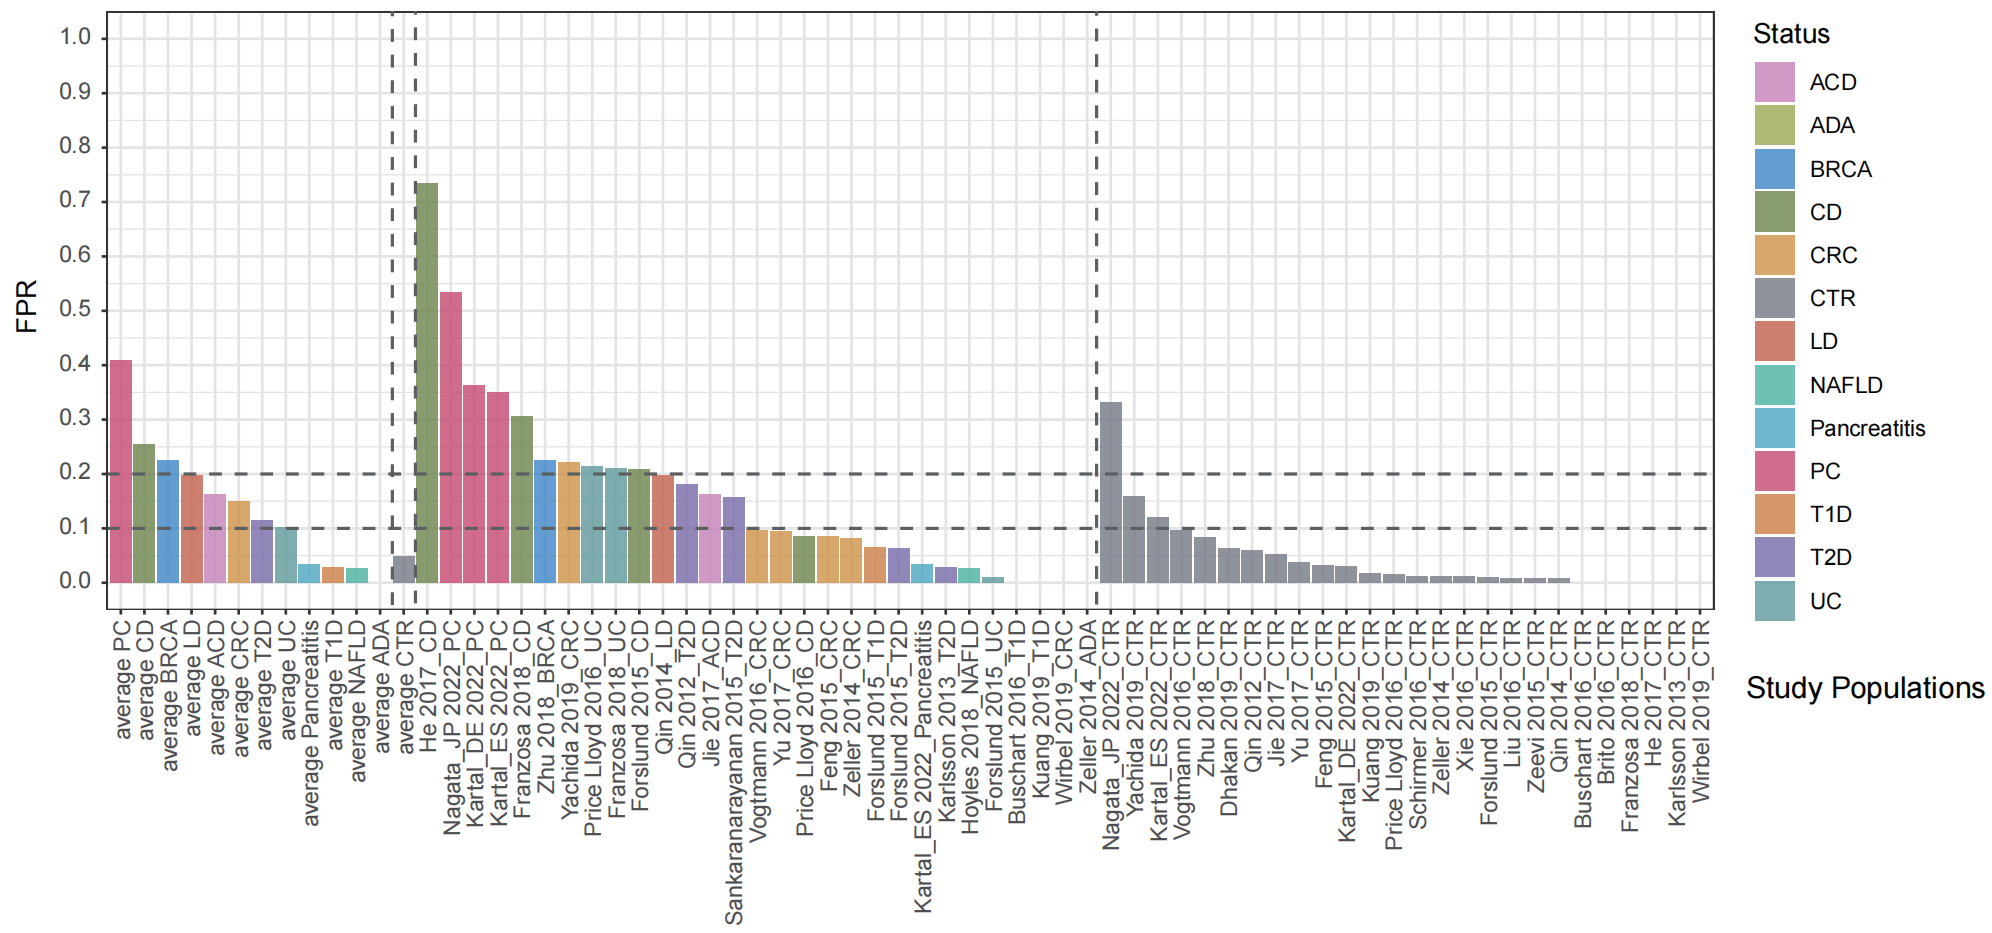 FPR
1.0
0.9
0.8
0.7
0.6
0.5
0.4
0.3
0.2
0.1
0.0
average PC
average CD
average BRCA
average LD
average ACD
average CRC
average T2D
average UC
average Pancreatitis
average T1D
average NAFLD
average ADA
average CTR
He 2017_CD
Nagata_JP 2022_PC
Kartal_DE 2022_PC
Kartal_ES 2022_PC
Franzosa 2018_CD
Zhu 2018_BRCA
Yachida 2019_CRC
Price Lloyd 2016_UC
Franzosa 2018_UC
Forslund 2015_CD
Qin 2014_LD
Qin 2012_T2D
Jie 2017_ACD
Sankaranarayanan 2015_T2D
Vogtmann 2016_CRC
Yu 2017_CRC
Price Lloyd 2016_CD
Feng 2015_CRC
Zeller 2014_CRC
Forslund 2015_T1D
Forslund 2015_T2D
Kartal_ES 2022_Pancreatitis
Karlsson 2013_T2D
Hoyles 2018_NAFLD
Forslund 2015_UC
Buschart 2016_T1D
Kuang 2019_T1D
Wirbel 2019_CRC
Zeller 2014_ADA
Nagata_JP 2022_CTR
Yachida 2019_CTR
Kartal_ES 2022_CTR
Vogtmann 2016_CTR
Zhu 2018_CTR
Dhakan 2019_CTR
Qin 2012_CTR
Jie 2017_CTR
Yu 2017_CTR
Feng 2015_CTR
Kartal_DE 2022_CTR
Kuang 2019_CTR
Price Lloyd 2016_CTR
Schirmer 2016_CTR
Zeller 2014_CTR
Xie 2016_CTR
Forslund 2015_CTR
Liu 2016_CTR
Zeevi 2015_CTR
Qin 2014_CTR
Buschart 2016_CTR
Brito 2016_CTR
Franzosa 2018_CTR
He 2017_CTR
Karlsson 2013_CTR
Wirbel 2019_CTR
Status
ACD
ADA
BRCA
CD
CRC
CTR
LD
NAFLD
Pancreatitis
PC
T1D
T2D
UC
Study Populations